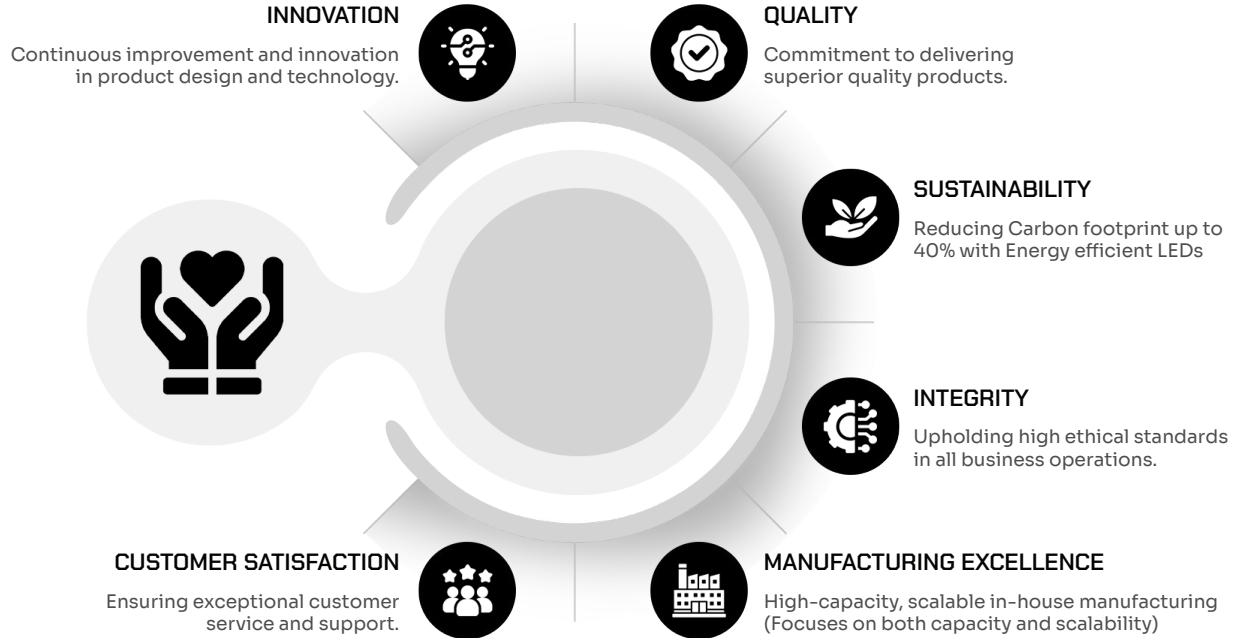 INNOVATION
Continuous improvement and innovation
in product design and technology.
QUALITY
Commitment to delivering
superior quality products.
SUSTAINABILITY
Reducing Carbon footprint up to
40% with Energy efficient LEDs
INTEGRITY
Upholding high ethical standards
in all business operations.
CUSTOMER SATISFACTION
Ensuring exceptional customer
service and support.
MANUFACTURING EXCELLENCE
High-capacity, scalable in-house manufacturing
(Focuses on both capacity and scalability)